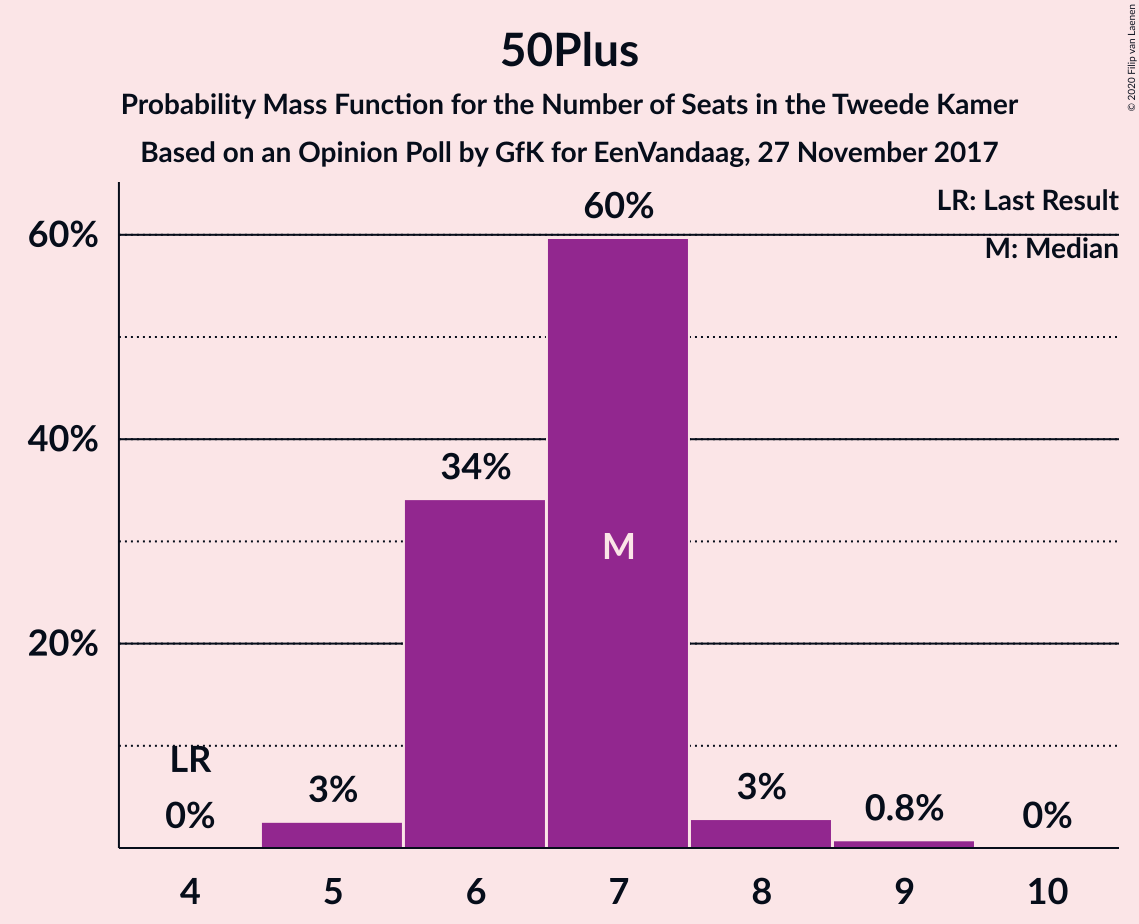 50Plus
Probability Mass Function for the Number of Seats in the Tweede Kamer
Based on an Opinion Poll by GfK for EenVandaag, 27 November 2017
© 2020 Filip van Laenen
LR: Last Result
M: Median
60%
40%
20%
LR
0%
3%
34%
60%
M
3%
0.8%
0%
4
5
6
7
8
9
10